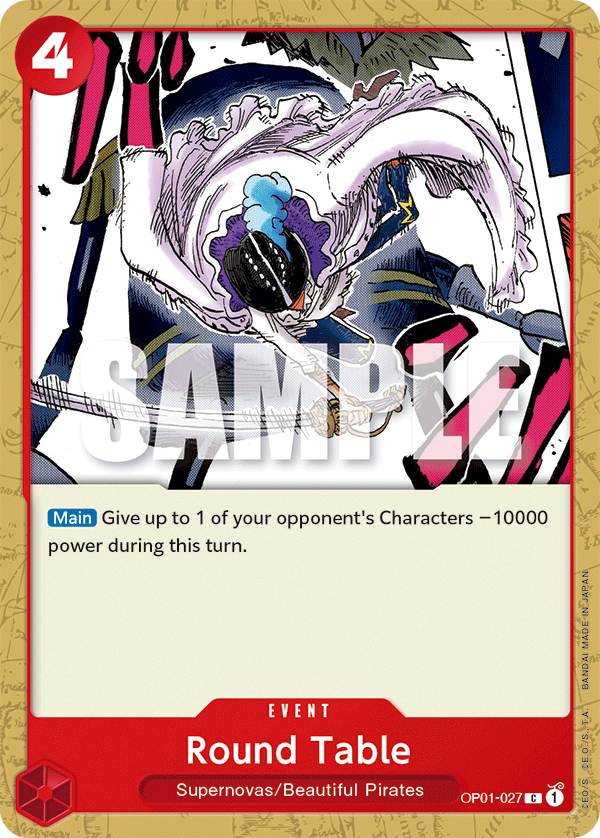 4
SAMPLE
Main Give up to 1 of your opponent's Characters −10000
power during this turn.
EVENT
Round Table
Supernovas/Beautiful Pirates
OP01-027 C 1
©E.O./S. ©E.O./S., T.A. BANDAI MADE IN JAPAN